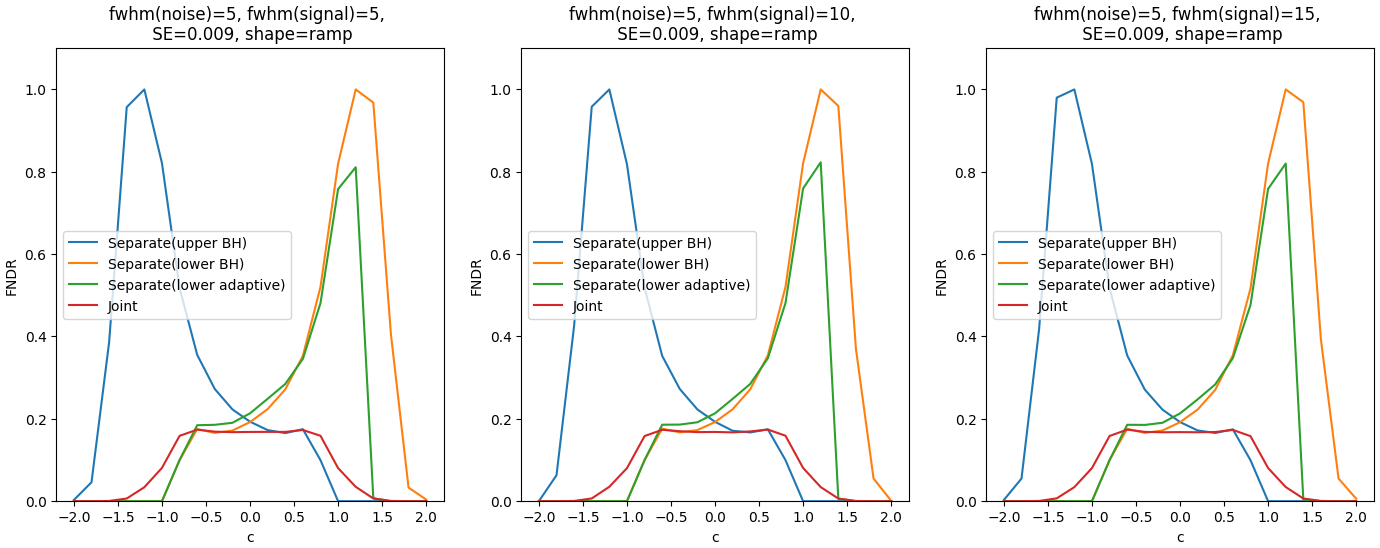 fwhm(noise)=5, fwhm(signal)=5,
SE=0.009, shape=ramp
FNDR
1.0
0.8
0.6
0.4
0.2
0.0
Separate(upper BH)
Separate(lower BH)
Separate(lower adaptive)
Joint
−2.0 −1.5 −1.0 −0.5 0.0 0.5 1.0 1.5 2.0
c
fwhm(noise)=5, fwhm(signal)=10,
SE=0.009, shape=ramp
FNDR
1.0
0.8
0.6
0.4
0.2
0.0
Separate(upper BH)
Separate(lower BH)
Separate(lower adaptive)
Joint
−2.0 −1.5 −1.0 −0.5 0.0 0.5 1.0 1.5 2.0
c
fwhm(noise)=5, fwhm(signal)=15,
SE=0.009, shape=ramp
FNDR
1.0
0.8
0.6
0.4
0.2
0.0
Separate(upper BH)
Separate(lower BH)
Separate(lower adaptive)
Joint
−2.0 −1.5 −1.0 −0.5 0.0 0.5 1.0 1.5 2.0
c